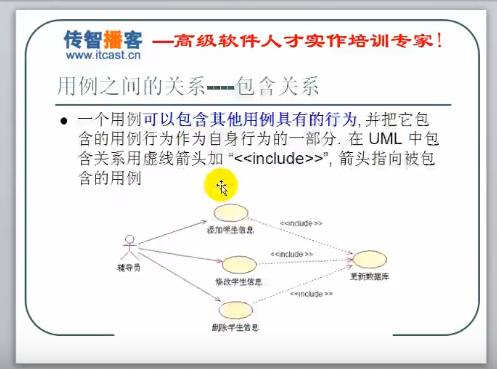 传智播客 —高级软件人才实作培训专家!
www.itcast.cn
用例之间的关系----包含关系
一个用例可以包含其他用例具有的行为, 并把它包
含的用例行为作为自身行为的一部分. 在 UML 中包
含关系用虚线箭头加 “<<include>>”, 箭头指向被包
含的用例
添加学生信息
<<include>>
辅导员
修改学生信息
<<include>>
更新数据库
<<include>>
删除学生信息